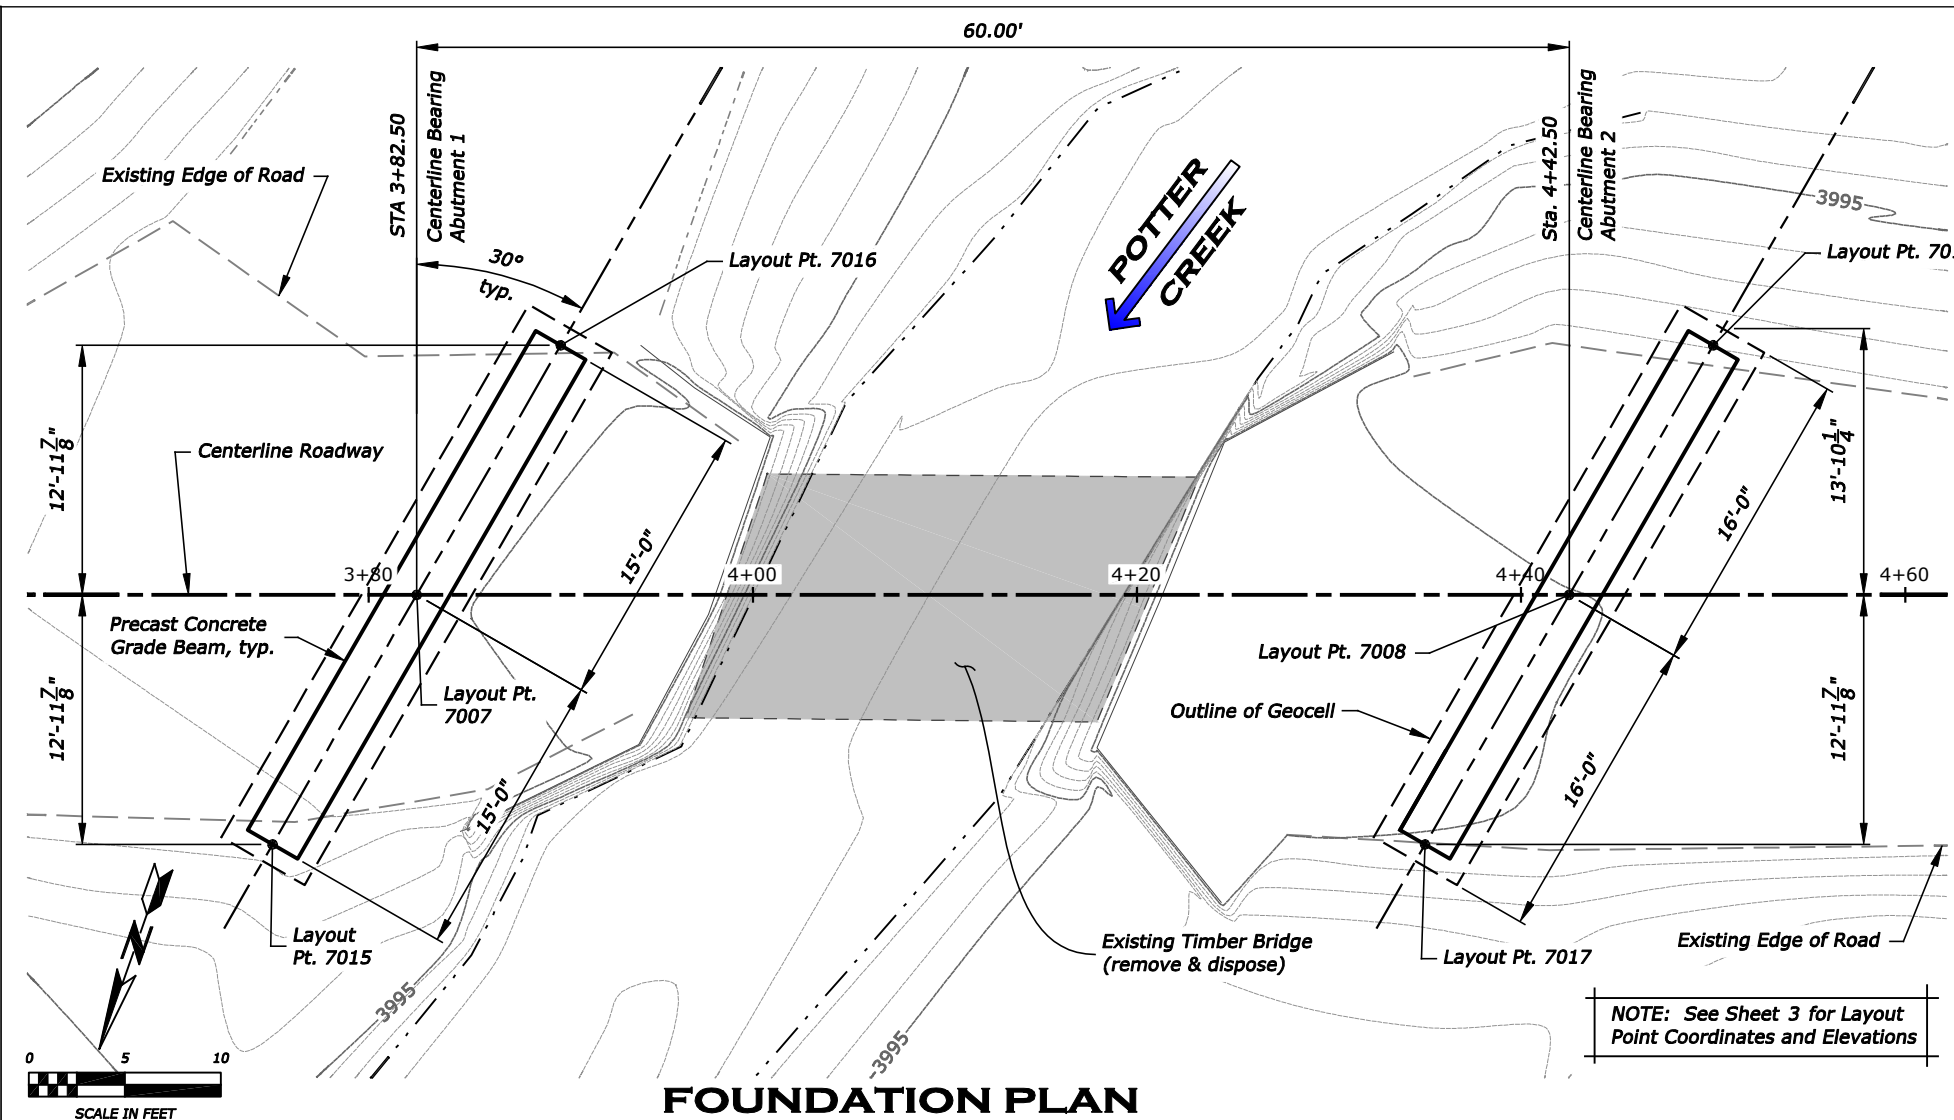 60.00'
STA 3+82.50
Centerline Bearing
Abutment 1
Sta. 4+42.50
Centerline Bearing
Abutment 2
Existing Edge of Road
30°
typ.
Layout Pt. 7016
POTTER
CREEK
3995
Layout Pt.
12'-11 7/8"
Centerline Roadway
15'-0"
16'-0"
13'-10 1/4"
3+80
4+00
4+20
4+40
4+60
Precast Concrete
Grade Beam, typ.
Layout Pt.
7007
Layout Pt. 7008
Outline of Geocell
12'-11 7/8"
15'-0"
16'-0"
12'-11 7/8"
Layout
Pt. 7015
Existing Timber Bridge
(remove & dispose)
Layout Pt. 7017
Existing Edge of Road
3995
3995
NOTE: See Sheet 3 for Layout
Point Coordinates and Elevations
N
0 5 10
SCALE IN FEET
FOUNDATION PLAN